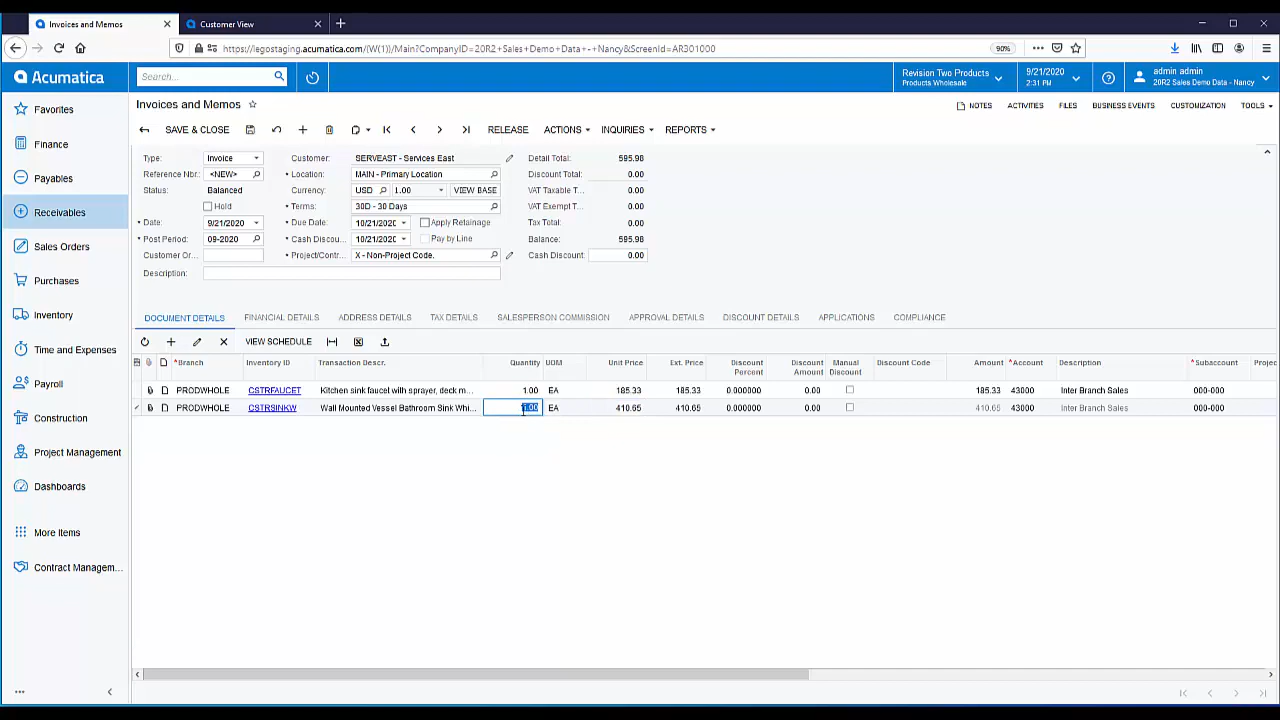 Invoices and Memos
Customer View
https://legostaging.acumatica.com/(W(1))/Main?CompanyID=20R2+Sales+Demo+Data+-+Nancy&ScreenId=AR301000
90%
Acumatica
Search...
Revision Two Products
Products Wholesale
9/21/2020
2:31 PM
admin admin
20R2 Sales Demo Data - Nancy
Favorites
Finance
Payables
Receivables
Sales Orders
Purchases
Inventory
Time and Expenses
Payroll
Construction
Project Management
Dashboards
More Items
Contract Managem...
Invoices and Memos
NOTES ACTIVITIES FILES BUSINESS EVENTS CUSTOMIZATION TOOLS
SAVE & CLOSE RELEASE ACTIONS INQUIRIES REPORTS
Type: Invoice Customer: SERVEAST - Services East Detail Total: 595.98
Reference Nbr.: <NEW> Location: MAIN - Primary Location Discount Total: 0.00
Status: Balanced Currency: USD 1.00 VIEW BASE VAT Taxable T... 0.00
Hold * Terms: 30D - 30 Days VAT Exempt T... 0.00
* Date: 9/21/2020 * Due Date: 10/21/202 Apply Retainage Tax Total: 0.00
* Post Period: 09-2020 * Cash Discou... 10/21/202 Pay by Line Balance: 595.98
Customer Or... * Project/Contr... X - Non-Project Code. Cash Discount: 0.00
Description:
DOCUMENT DETAILS FINANCIAL DETAILS ADDRESS DETAILS TAX DETAILS SALESPERSON COMMISSION APPROVAL DETAILS DISCOUNT DETAILS APPLICATIONS COMPLIANCE
VIEW SCHEDULE
*Branch Inventory ID Transaction Descr. Quantity UOM Unit Price Ext. Price Discount Percent Discount Amount Manual Discount Discount Code Amount *Account Description *Subaccount Project
PRODWHOLE CSTRFAUCET Kitchen sink faucet with sprayer, deck m... 1.00 EA 185.33 185.33 0.000000 0.00 185.33 43000 Inter Branch Sales 000-000
PRODWHOLE CSTRSINKW Wall Mounted Vessel Bathroom Sink Whi... 1.00 EA 410.65 410.65 0.000000 0.00 410.65 43000 Inter Branch Sales 000-000